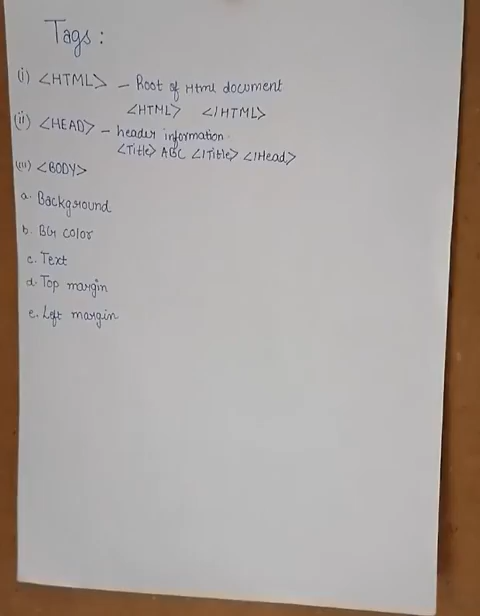 Tags :
(i) <HTML> - Root of Html document
<HTML> </HTML>
(ii) <HEAD> - header information.
<Title> ABC </Title> </Head>
(iii) <BODY>
a. Background
b. BG color
c. Text
d. Top margin
e. Left margin